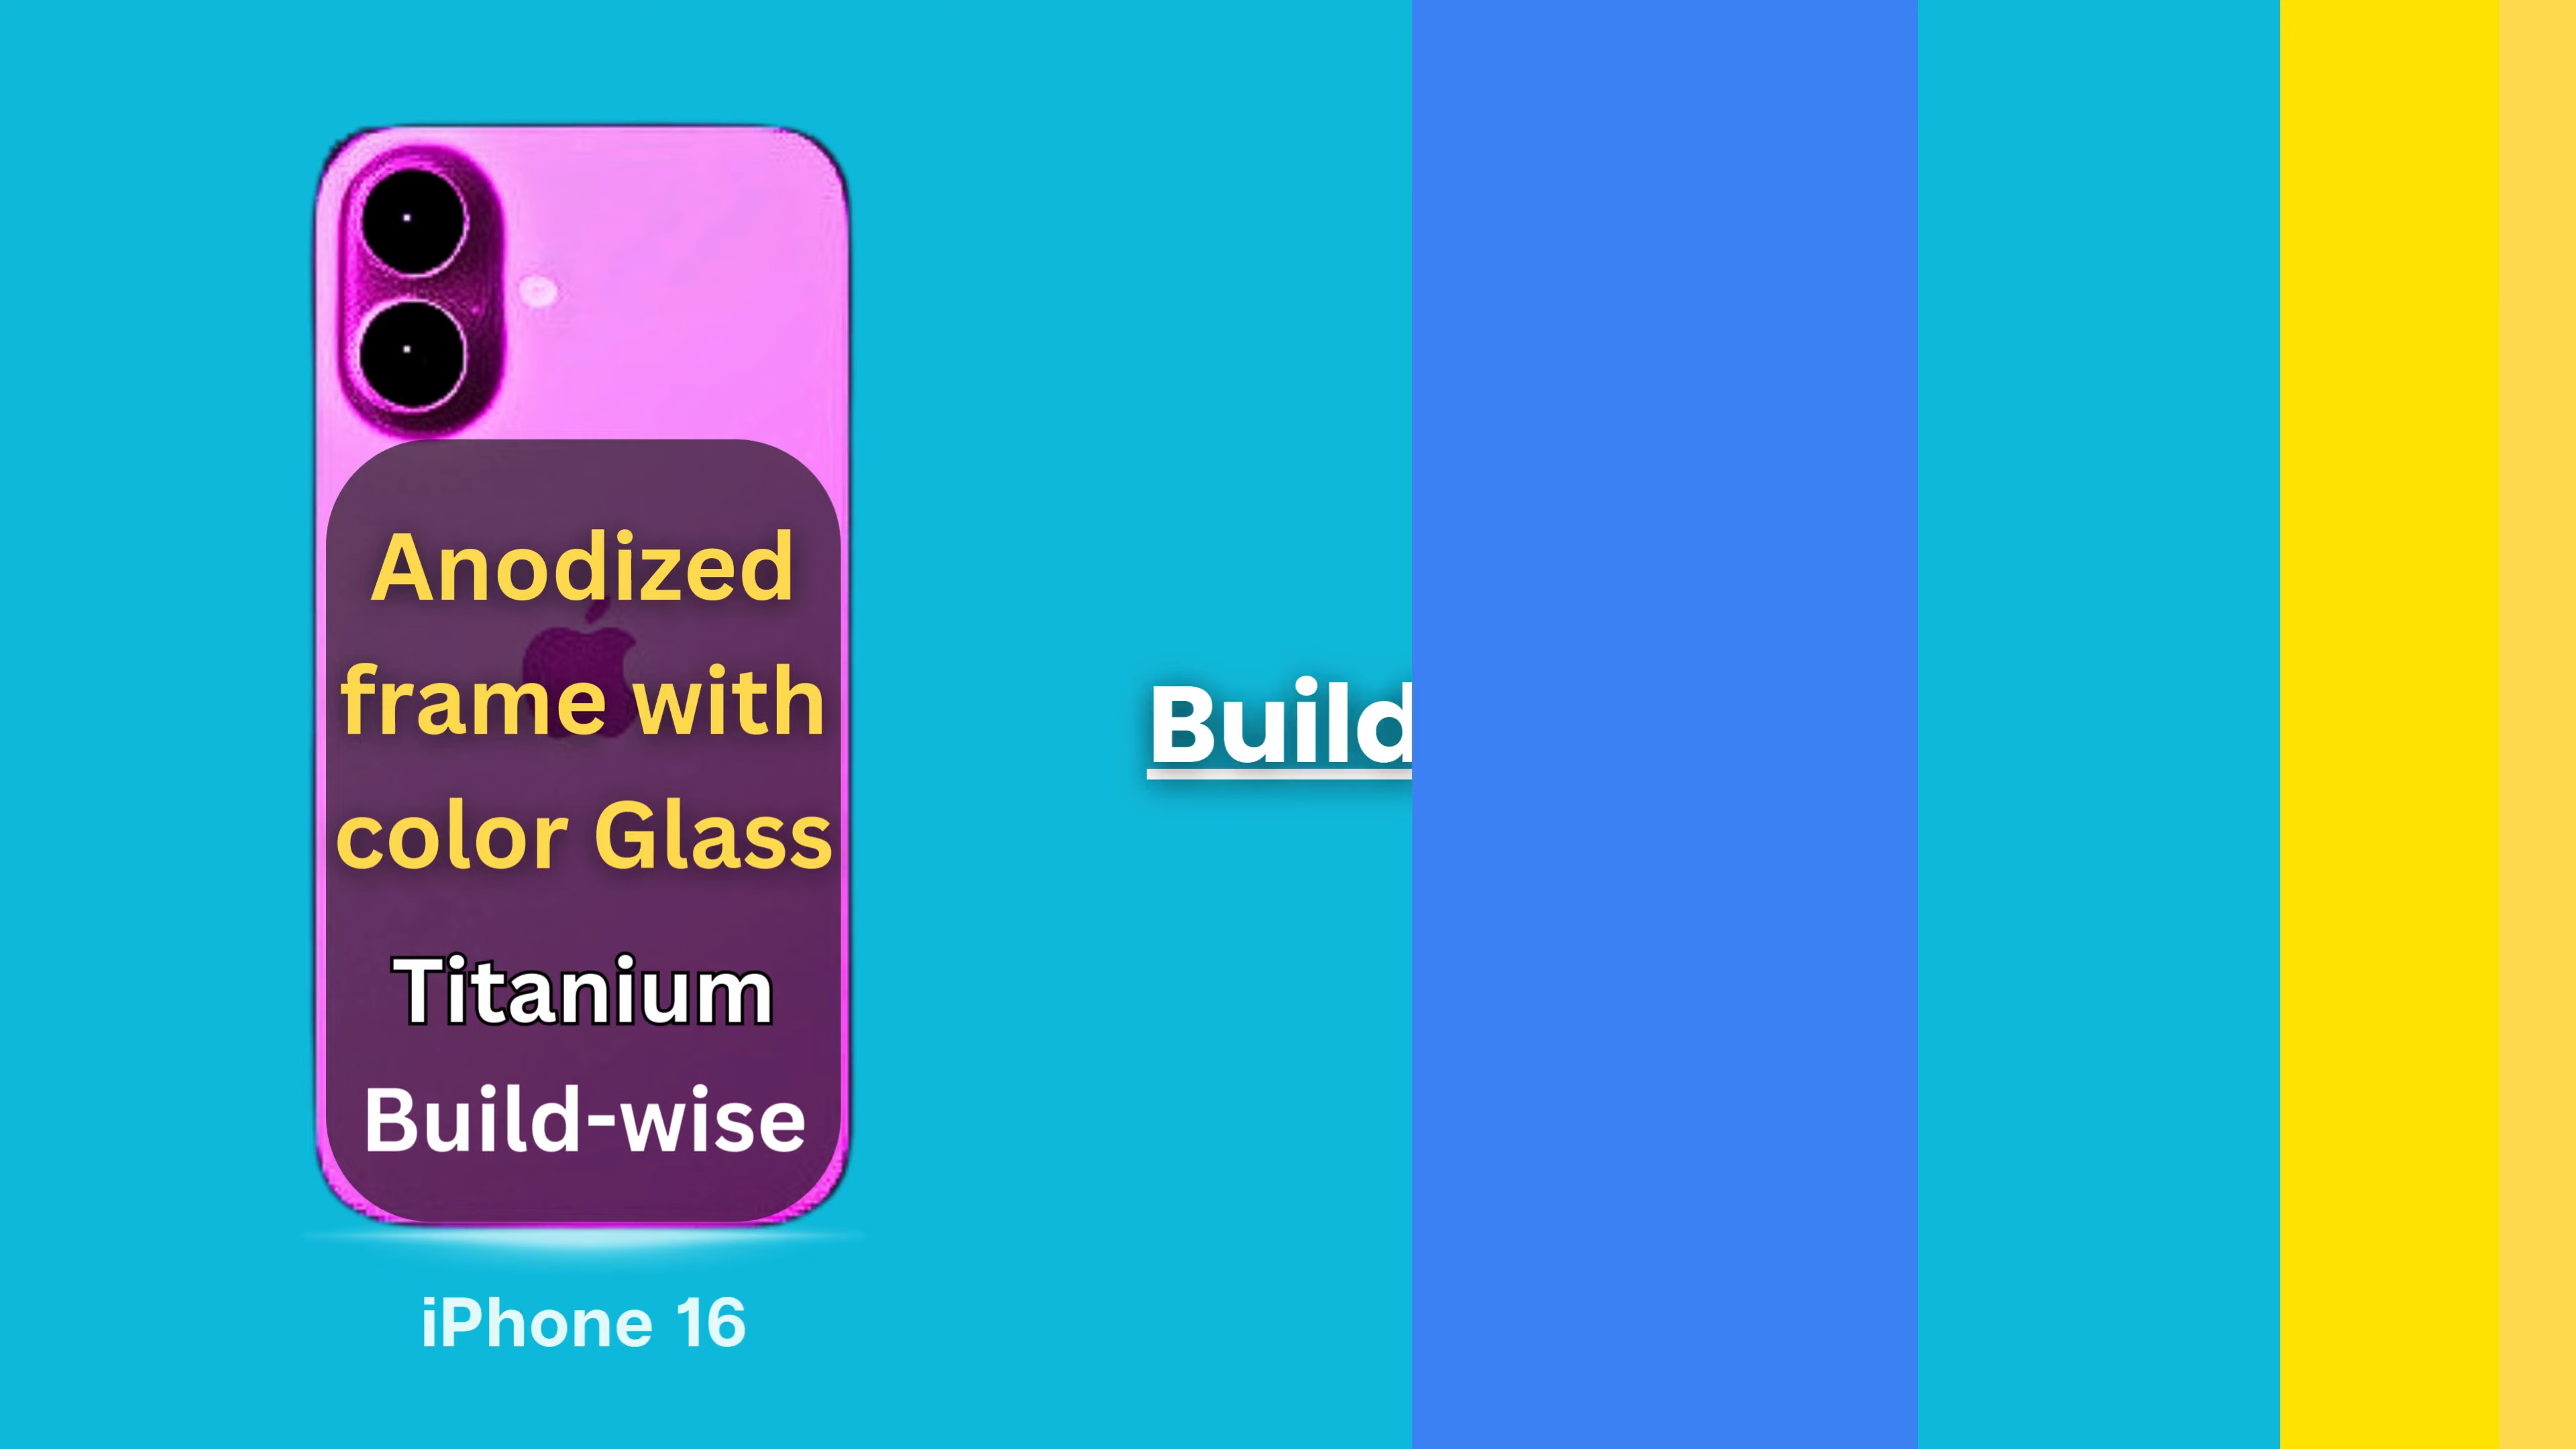 Anodized
frame with
color Glass
Titanium
Build-wise
Build
iPhone 16